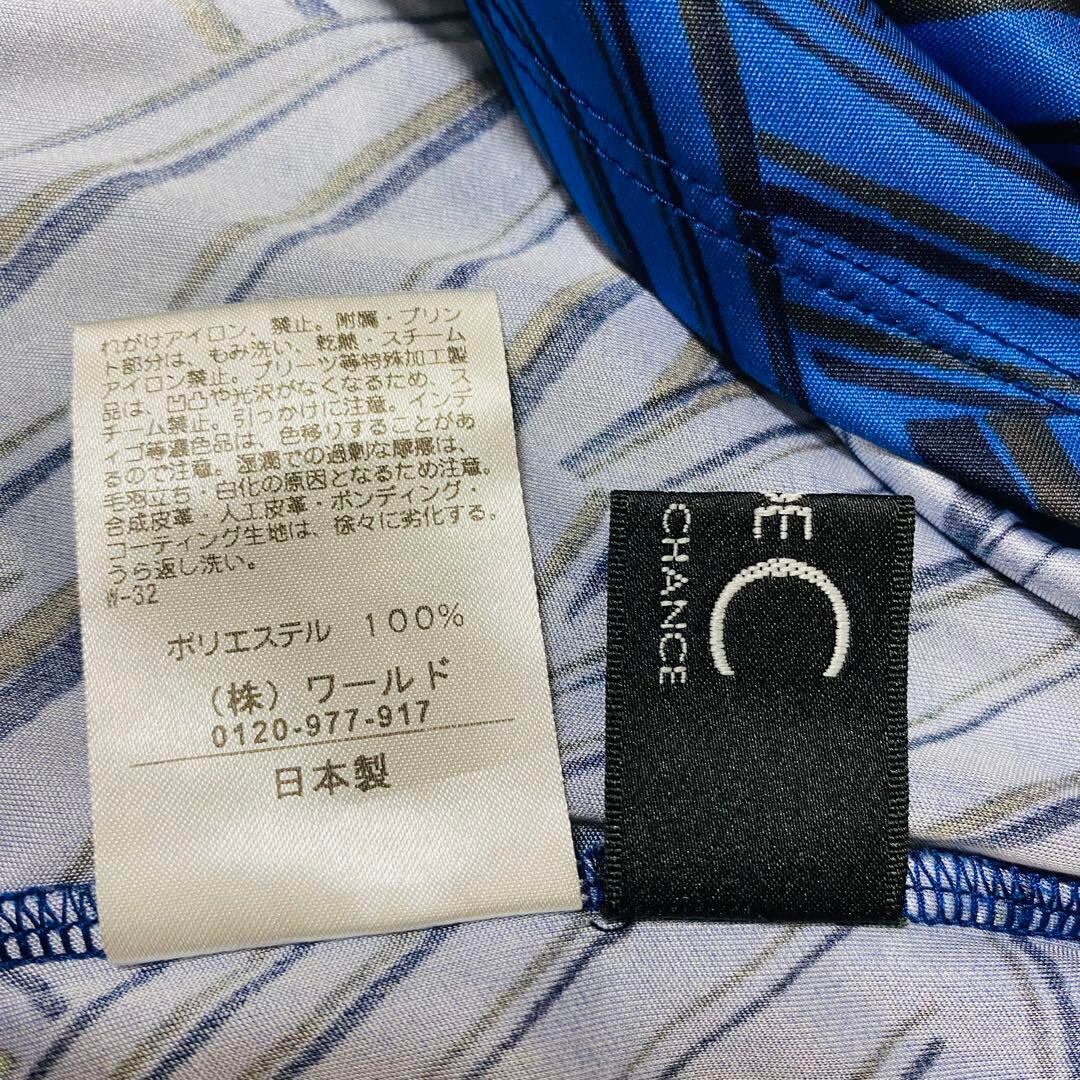 れがけアイロン、禁止。附属・プリン
ト部分は、もみ洗い、乾燥・スチーム
アイロン禁止。プリーツ等特殊加工製
品は、凹凸や光沢がなくなるため、ス
チーム禁止。引っかけに注意。インデ
ィゴ等濃色品は、色移りすることがあ
るので注意。湿潤での過剰な摩擦は、
毛羽立ち・白化の原因となるため注意。
合成皮革・人工皮革・ボンディング・
コーティング生地は、徐々に劣化する。
うら返し洗い。
W-32
ポリエステル 100%
(株) ワールド
0120-977-917
日本製
PE C
CHANCE